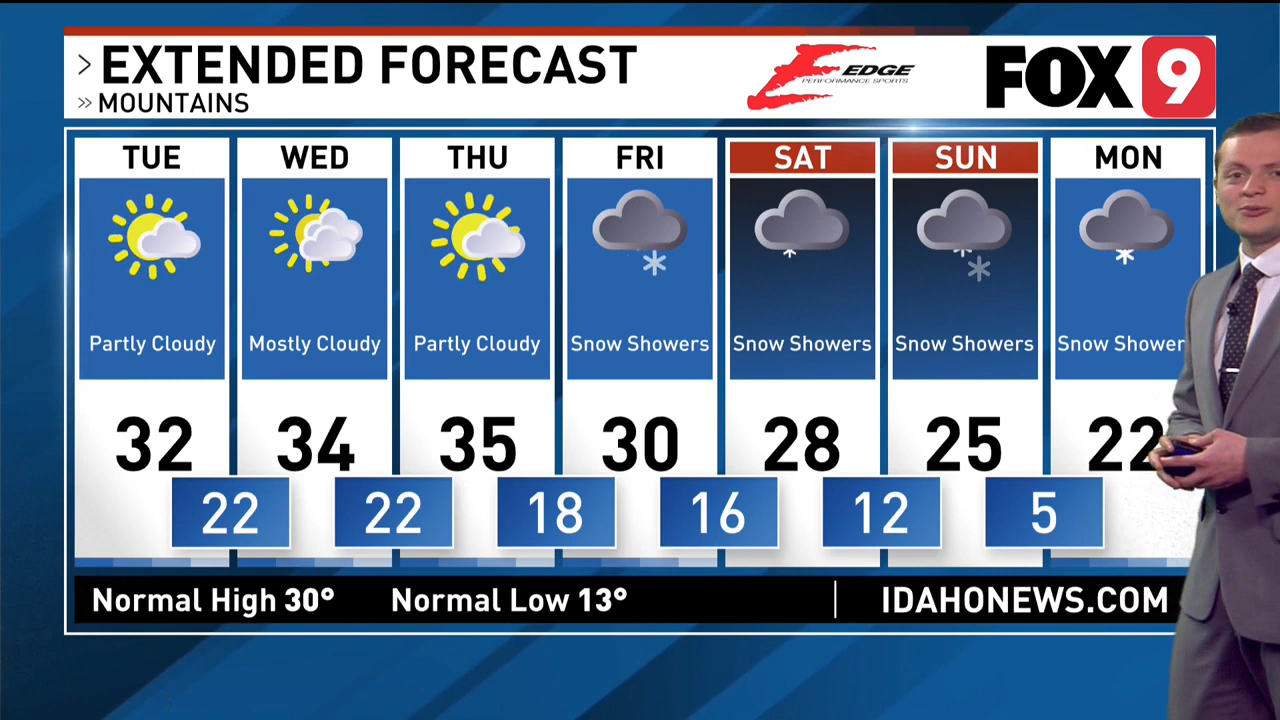 > EXTENDED FORECAST
» MOUNTAINS
EDGE
PERFORMANCE SPORTS
FOX 9
TUE WED THU FRI SAT SUN MON
Partly Cloudy Mostly Cloudy Partly Cloudy Snow Showers Snow Showers Snow Showers Snow Shower
32 34 35 30 28 25 22
22 22 18 16 12 5
Normal High 30° Normal Low 13° IDAHONEWS.COM